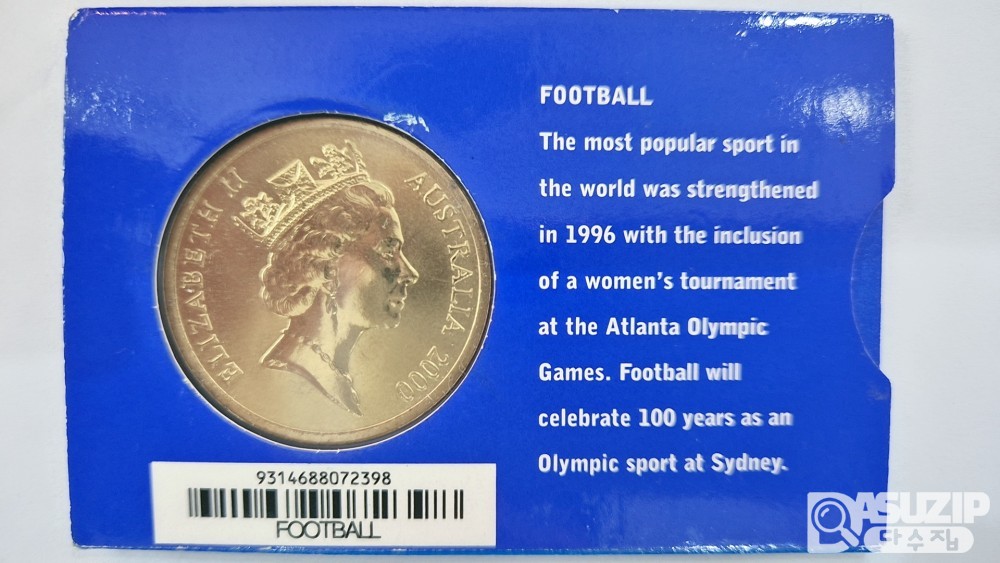 ELIZABETH II
AUSTRALIA 2000
FOOTBALL
The most popular sport in
the world was strengthened
in 1996 with the inclusion
of a women's tournament
at the Atlanta Olympic
Games. Football will
celebrate 100 years as an
Olympic sport at Sydney.
9314688072398
FOOTBALL
DASUZIP
다수집